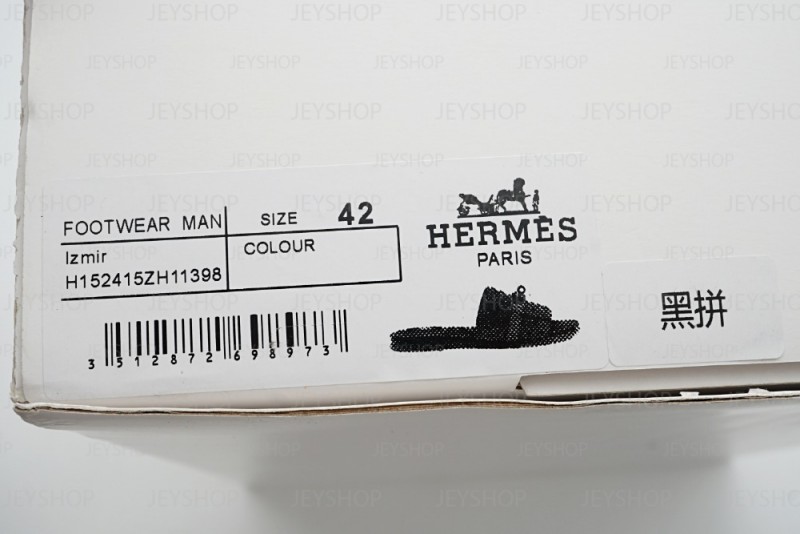 FOOTWEAR MAN SIZE 42
Izmir COLOUR
H152415ZH11398
HERMÈS
PARIS
黑拼
3 512872 698973
JEYSHOP